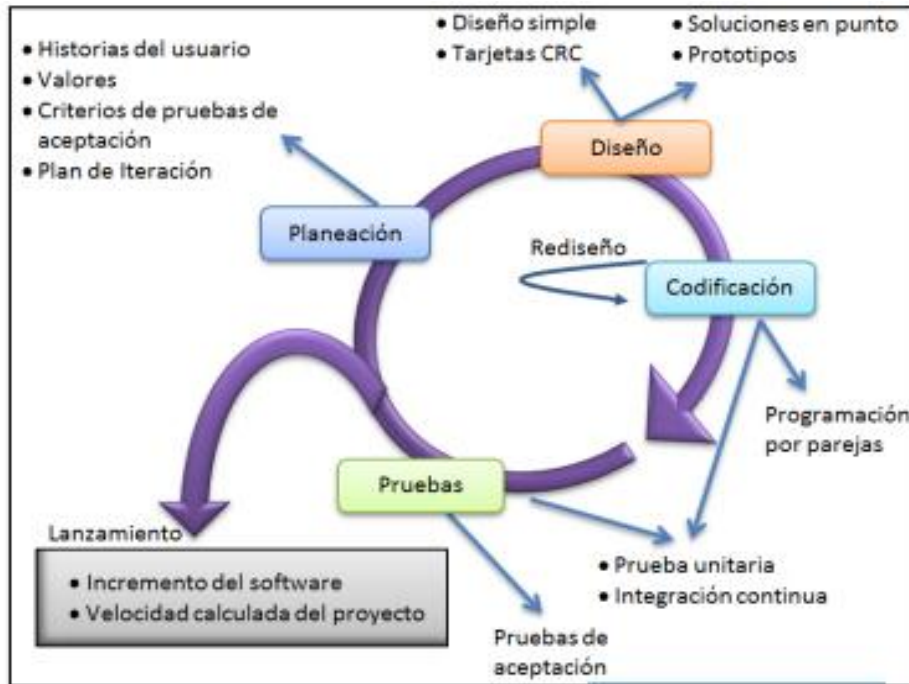 • Historias del usuario
• Valores
• Criterios de pruebas de
aceptación
• Plan de Iteración
• Diseño simple
• Tarjetas CRC
• Soluciones en punto
• Prototipos
Diseño
Planeación
Rediseño
Codificación
Programación
por parejas
Pruebas
Lanzamiento
• Incremento del software
• Velocidad calculada del proyecto
• Prueba unitaria
• Integración continua
Pruebas de
aceptación